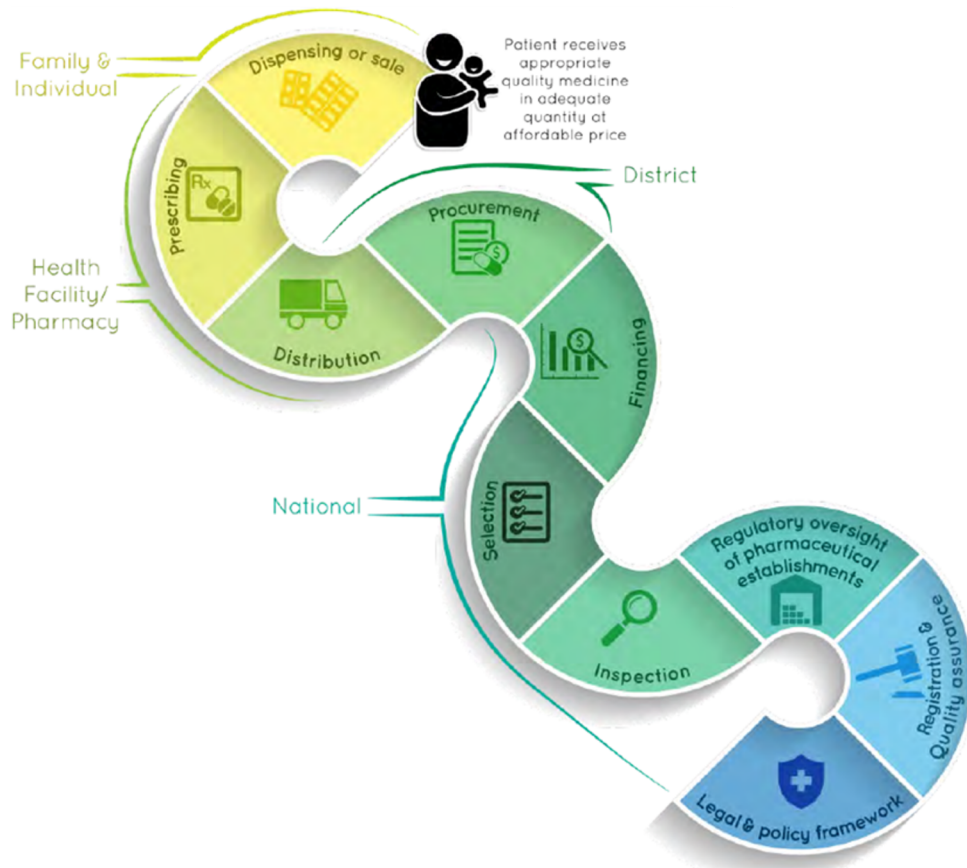 Family &
Individual
Dispensing or sale
Patient receives
appropriate
quality medicine
in adequate
quantity at
affordable price
Prescribing
Rx
District
Procurement
$
Health
Facility/
Pharmacy
Distribution
$
Financing
National
Selection
Regulatory oversight
of pharmaceutical
establishments
Inspection
Registration &
Quality assurance
Legal & policy framework